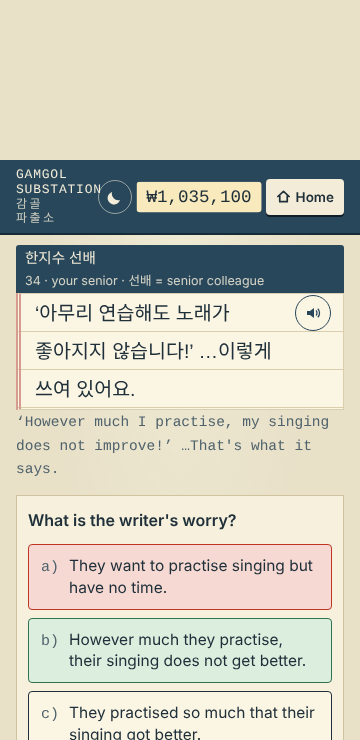 GAMGOL
SUBSTATION
감골
파출소
₩1,035,100
Home
한지수 선배
34 · your senior · 선배 = senior colleague
‘아무리 연습해도 노래가
좋아지지 않습니다!’ …이렇게
쓰여 있어요.
‘However much I practise, my singing
does not improve!’ …That's what it
says.
What is the writer's worry?
a) They want to practise singing but
have no time.
b) However much they practise,
their singing does not get better.
c) They practised so much that their
singing got better.